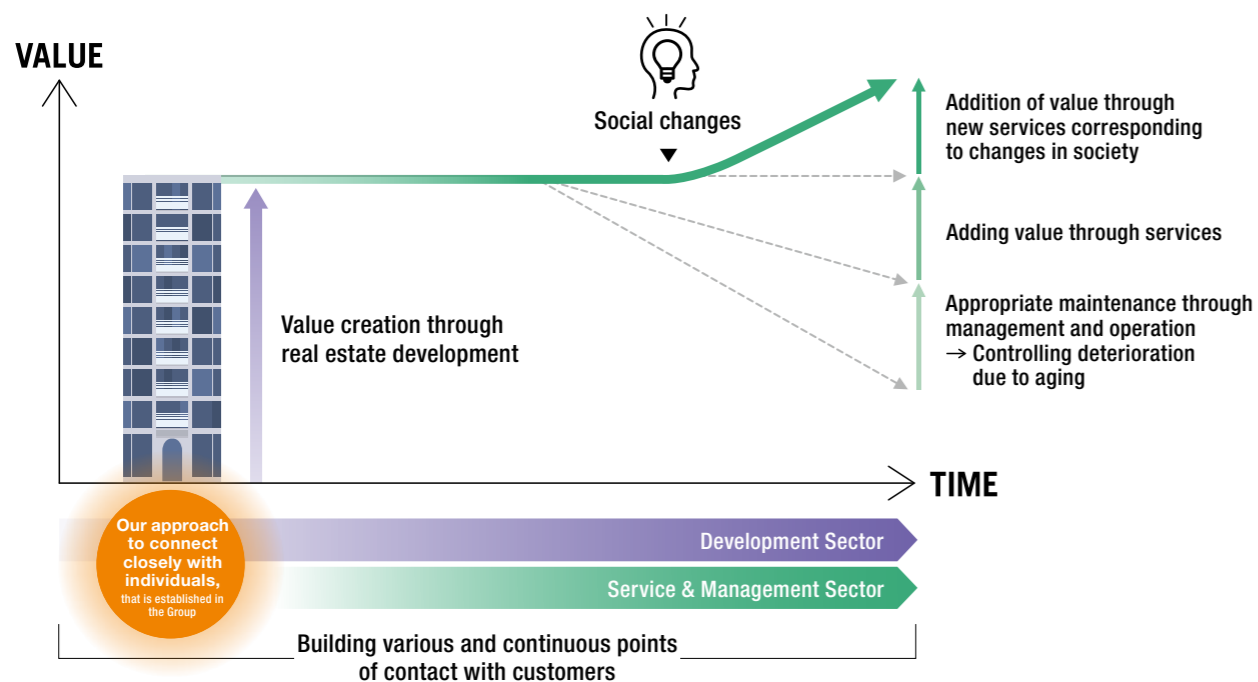 VALUE
Social changes
Addition of value through
new services corresponding
to changes in society
Adding value through services
Value creation through
real estate development
Appropriate maintenance through
management and operation
→ Controlling deterioration
due to aging
TIME
Our approach
to connect
closely with
individuals,
that is established in
the Group
Development Sector
Service & Management Sector
Building various and continuous points
of contact with customers